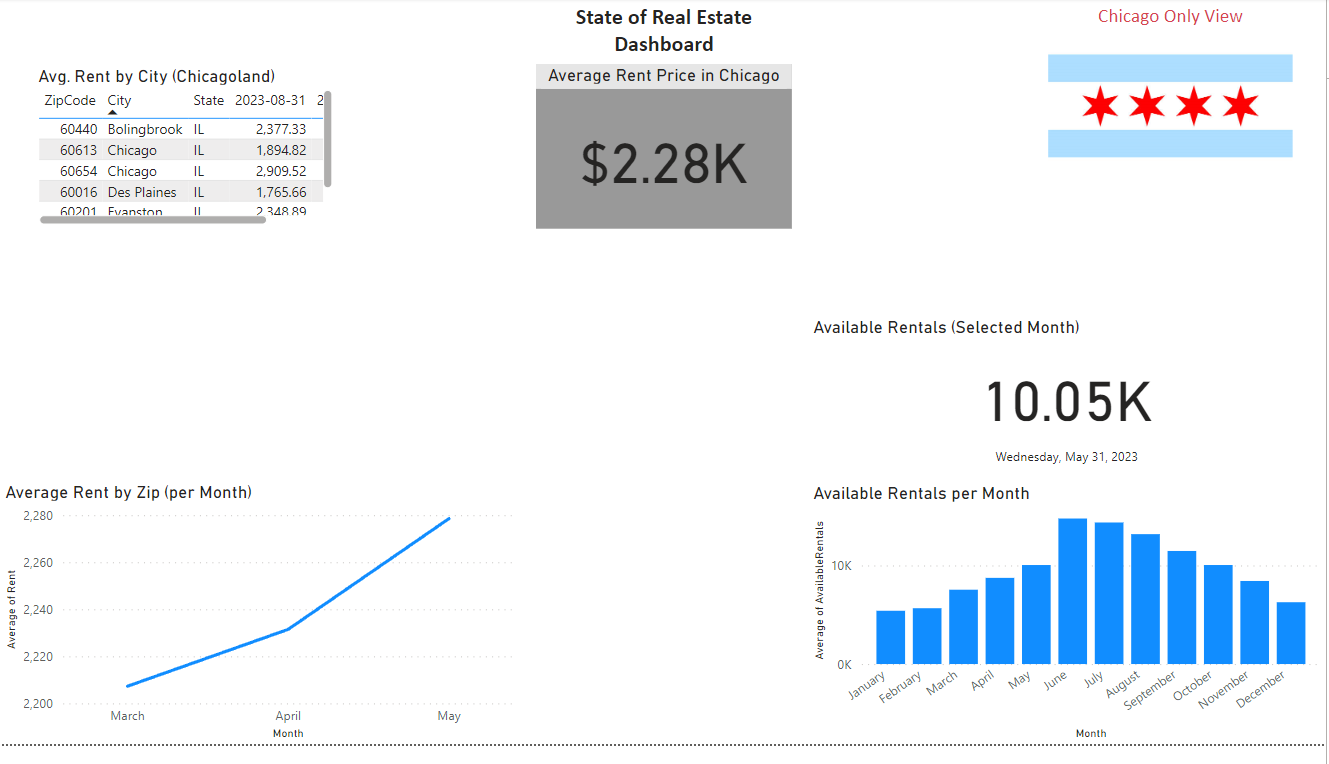 State of Real Estate
Dashboard
Chicago Only View
Avg. Rent by City (Chicagoland)
ZipCode City State 2023-08-31 2
60440 Bolingbrook IL 2,377.33
60613 Chicago IL 1,894.82
60654 Chicago IL 2,909.52
60016 Des Plaines IL 1,765.66
60201 Evanston IL 2,348.89
Average Rent Price in Chicago
$2.28K
Available Rentals (Selected Month)
10.05K
Wednesday, May 31, 2023
Average Rent by Zip (per Month)
Average of Rent
2,280
2,260
2,240
2,220
2,200
March April May
Month
Available Rentals per Month
Average of AvailableRentals
10K
0K
January February March April May June July August September October November December
Month